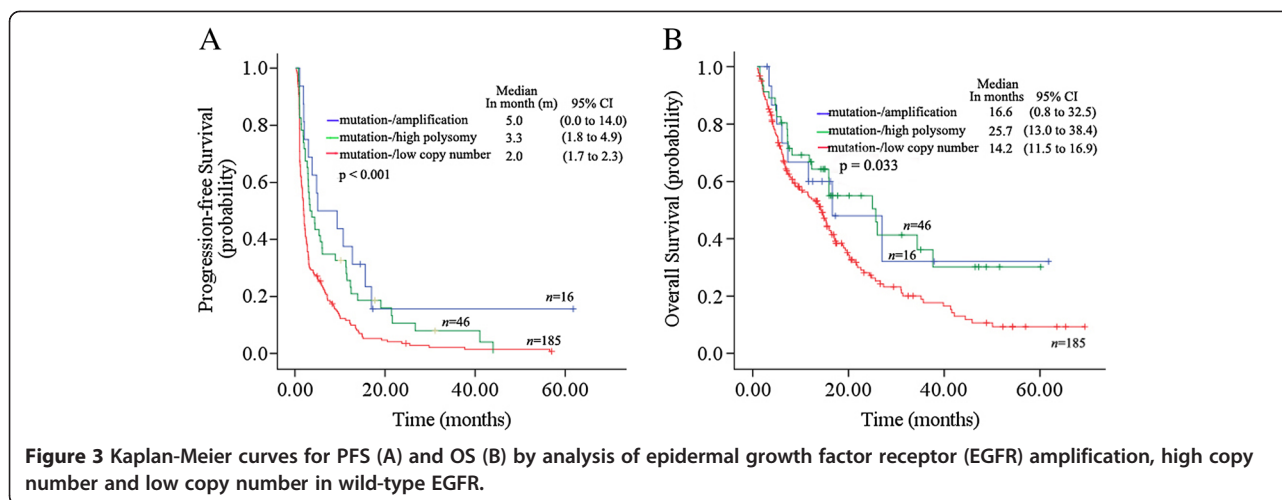 A
B
Progression-free Survival
(probability)
1.0
0.8
0.6
0.4
0.2
0.0
Median
In month (m) 95% CI
mutation-/amplification 5.0 (0.0 to 14.0)
mutation-/high polysomy 3.3 (1.8 to 4.9)
mutation-/low copy number 2.0 (1.7 to 2.3)
p < 0.001
n=16
n=46
n=185
0.00 20.00 40.00 60.00
Time (months)
Overall Survival (probability)
1.0
0.8
0.6
0.4
0.2
0.0
Median
In months 95% CI
mutation-/amplification 16.6 (0.8 to 32.5)
mutation-/high polysomy 25.7 (13.0 to 38.4)
mutation-/low copy number 14.2 (11.5 to 16.9)
p = 0.033
n=46
n=16
n=185
0.00 20.00 40.00 60.00
Time (months)
Figure 3 Kaplan-Meier curves for PFS (A) and OS (B) by analysis of epidermal growth factor receptor (EGFR) amplification, high copy
number and low copy number in wild-type EGFR.